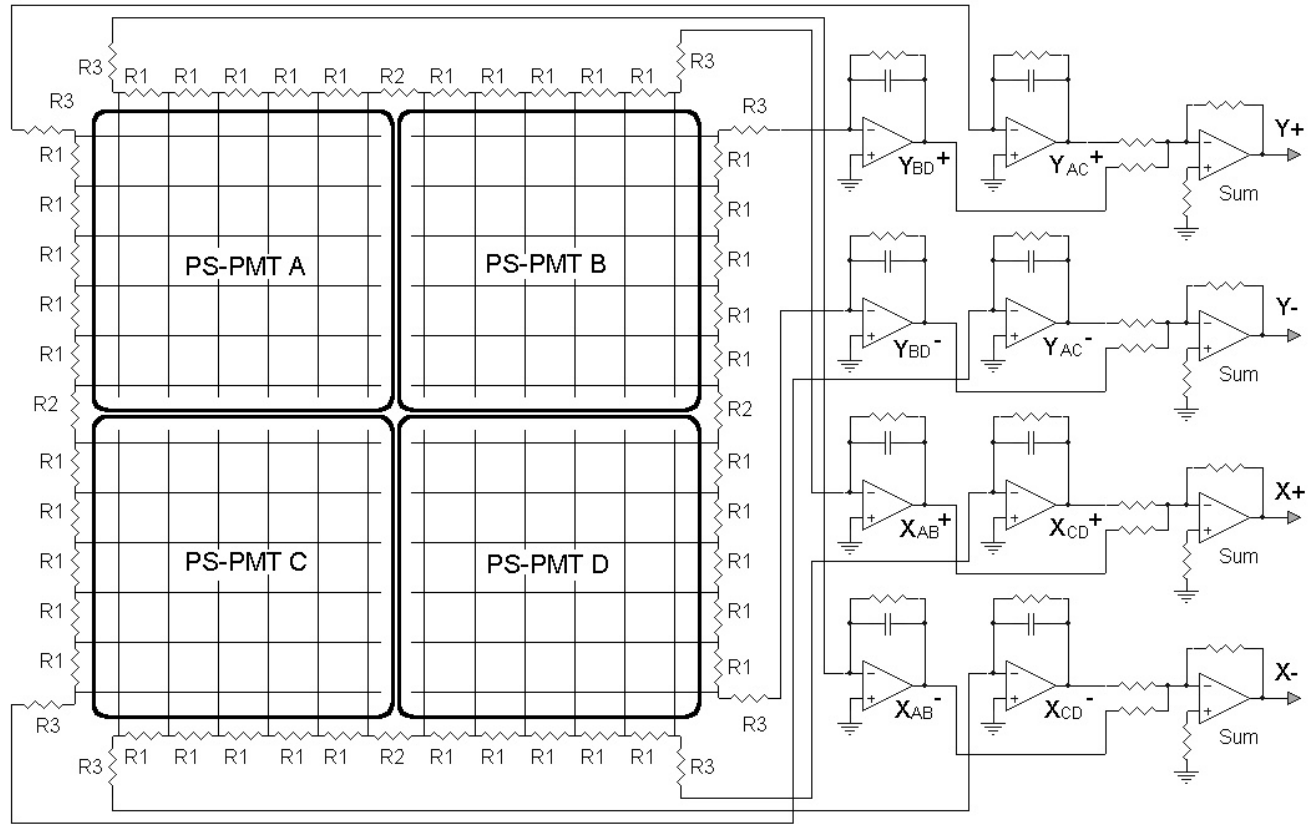 R3 R1 R1 R1 R1 R1 R2 R1 R1 R1 R1 R1 R3
R3 R3
R1 R1
R1 R1
R1 R1
R1 R1
R1 R1
R2 R2
R1 R1
R1 R1
R1 R1
R1 R1
R1 R1
R3 R3
R3 R1 R1 R1 R1 R1 R2 R1 R1 R1 R1 R1 R3
PS-PMT A PS-PMT B
PS-PMT C PS-PMT D
− + YBD+ − + YAC+ − + Sum Y+
− + YBD- − + YAC- − + Sum Y-
− + XAB+ − + XCD+ − + Sum X+
− + XAB- − + XCD- − + Sum X-